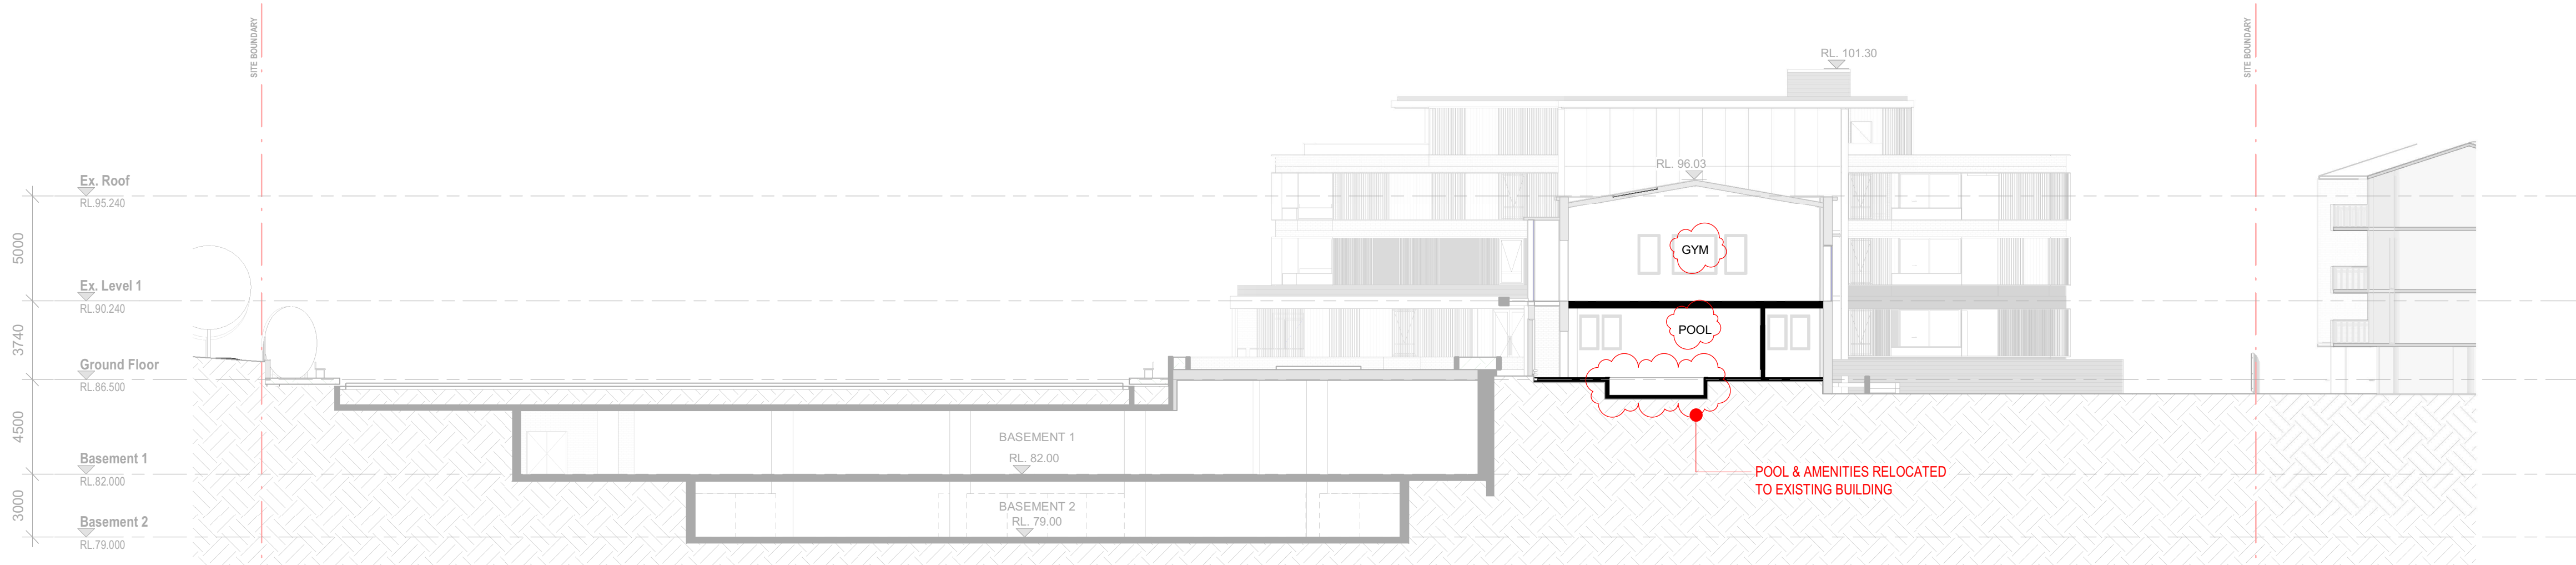 SITE BOUNDARY
SITE BOUNDARY
RL. 101.30
RL. 96.03
Ex. Roof
RL.95.240
5000
GYM
Ex. Level 1
RL.90.240
3740
POOL
Ground Floor
RL.86.500
4500
BASEMENT 1
RL. 82.00
Basement 1
RL.82.000
POOL & AMENITIES RELOCATED
TO EXISTING BUILDING
3000
BASEMENT 2
RL. 79.00
Basement 2
RL.79.000